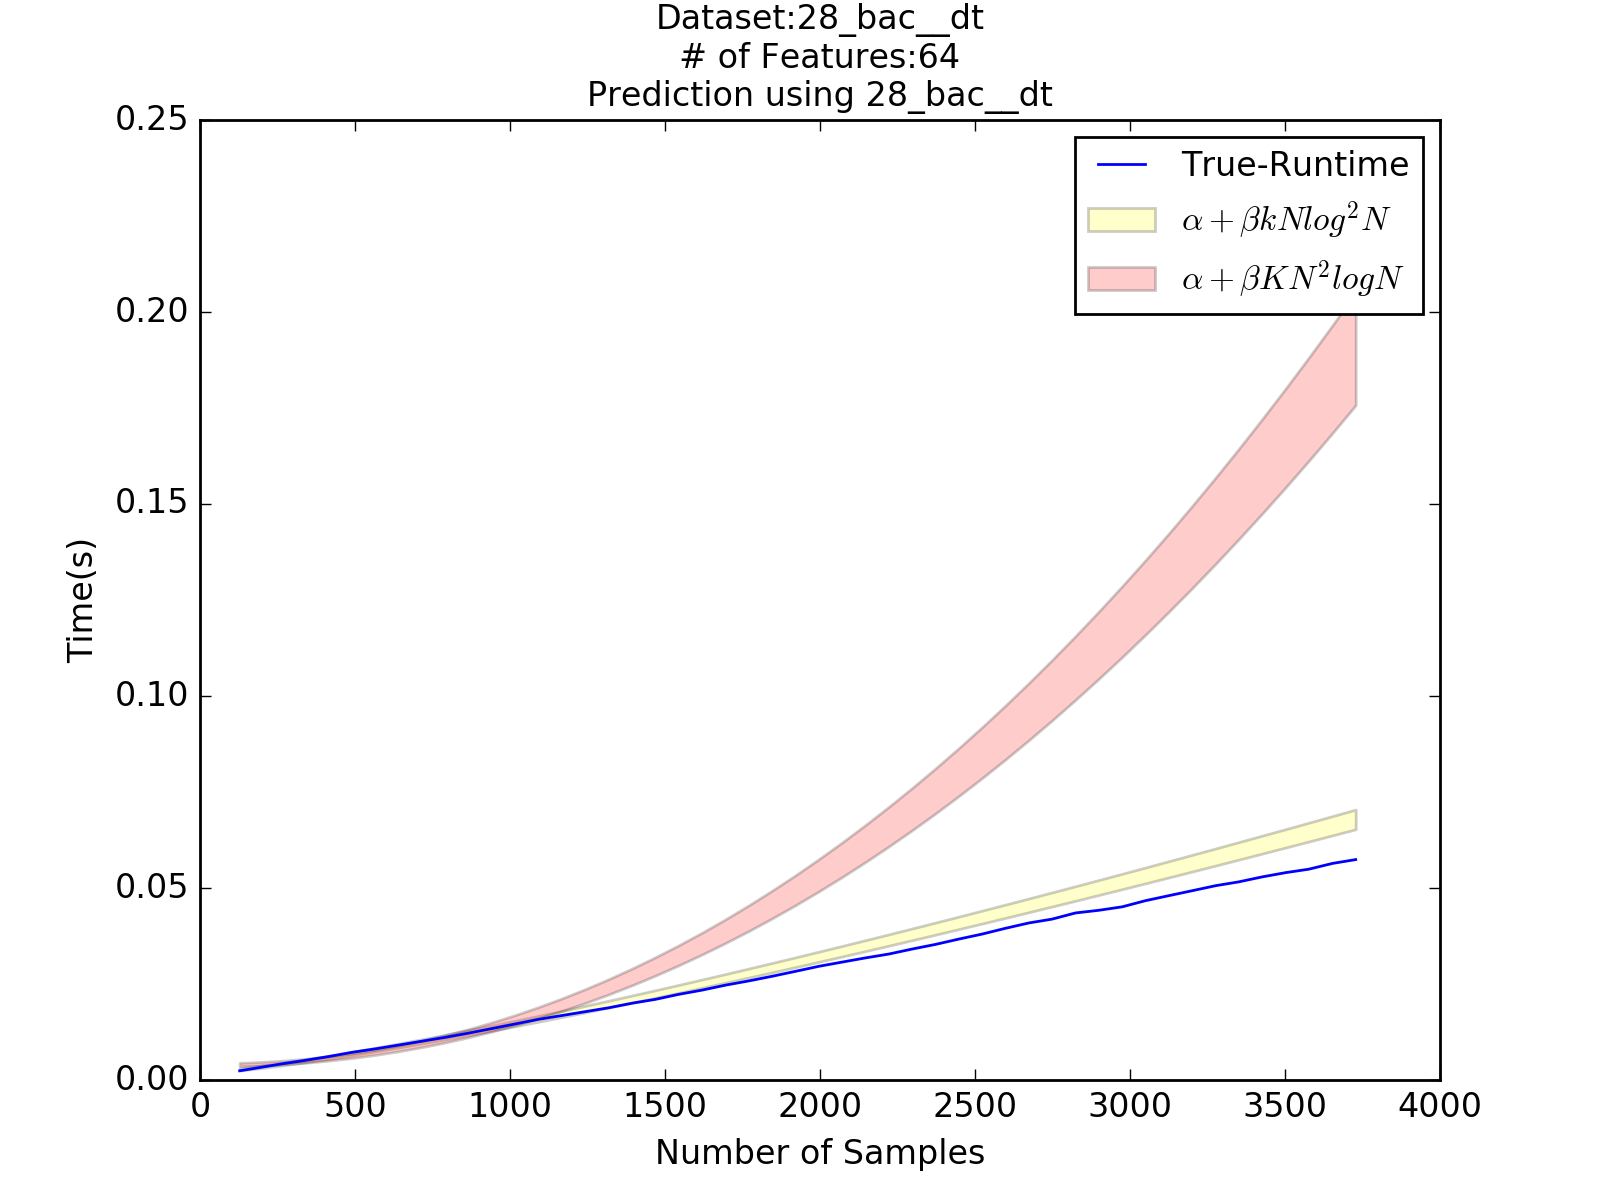 Dataset:28_bac__dt
# of Features:64
Prediction using 28_bac__dt
0.25
0.20
0.15
0.10
0.05
0.00
Time(s)
True-Runtime
α + βkNlog²N
α + βKN²logN
0 500 1000 1500 2000 2500 3000 3500 4000
Number of Samples